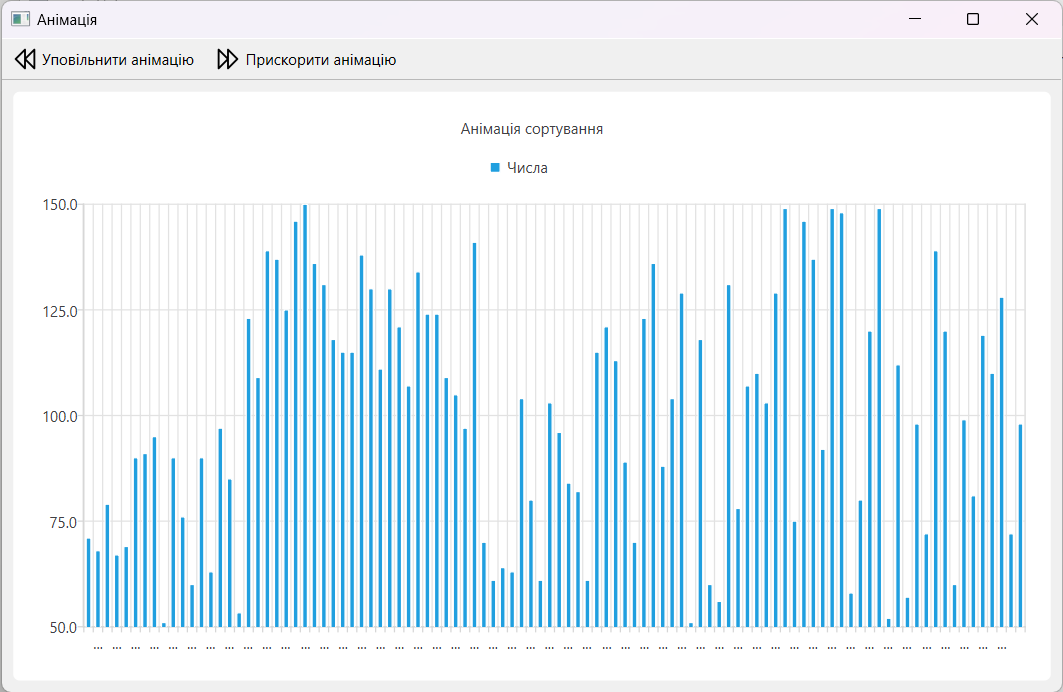 Анімація
Уповільнити анімацію Прискорити анімацію
Анімація сортування
Числа
150.0
125.0
100.0
75.0
50.0
... ... ... ... ... ... ... ... ... ... ... ... ... ... ... ... ... ... ... ... ... ... ... ... ... ... ... ... ... ... ... ... ... ... ... ... ... ... ... ... ... ... ... ... ... ... ... ... ...